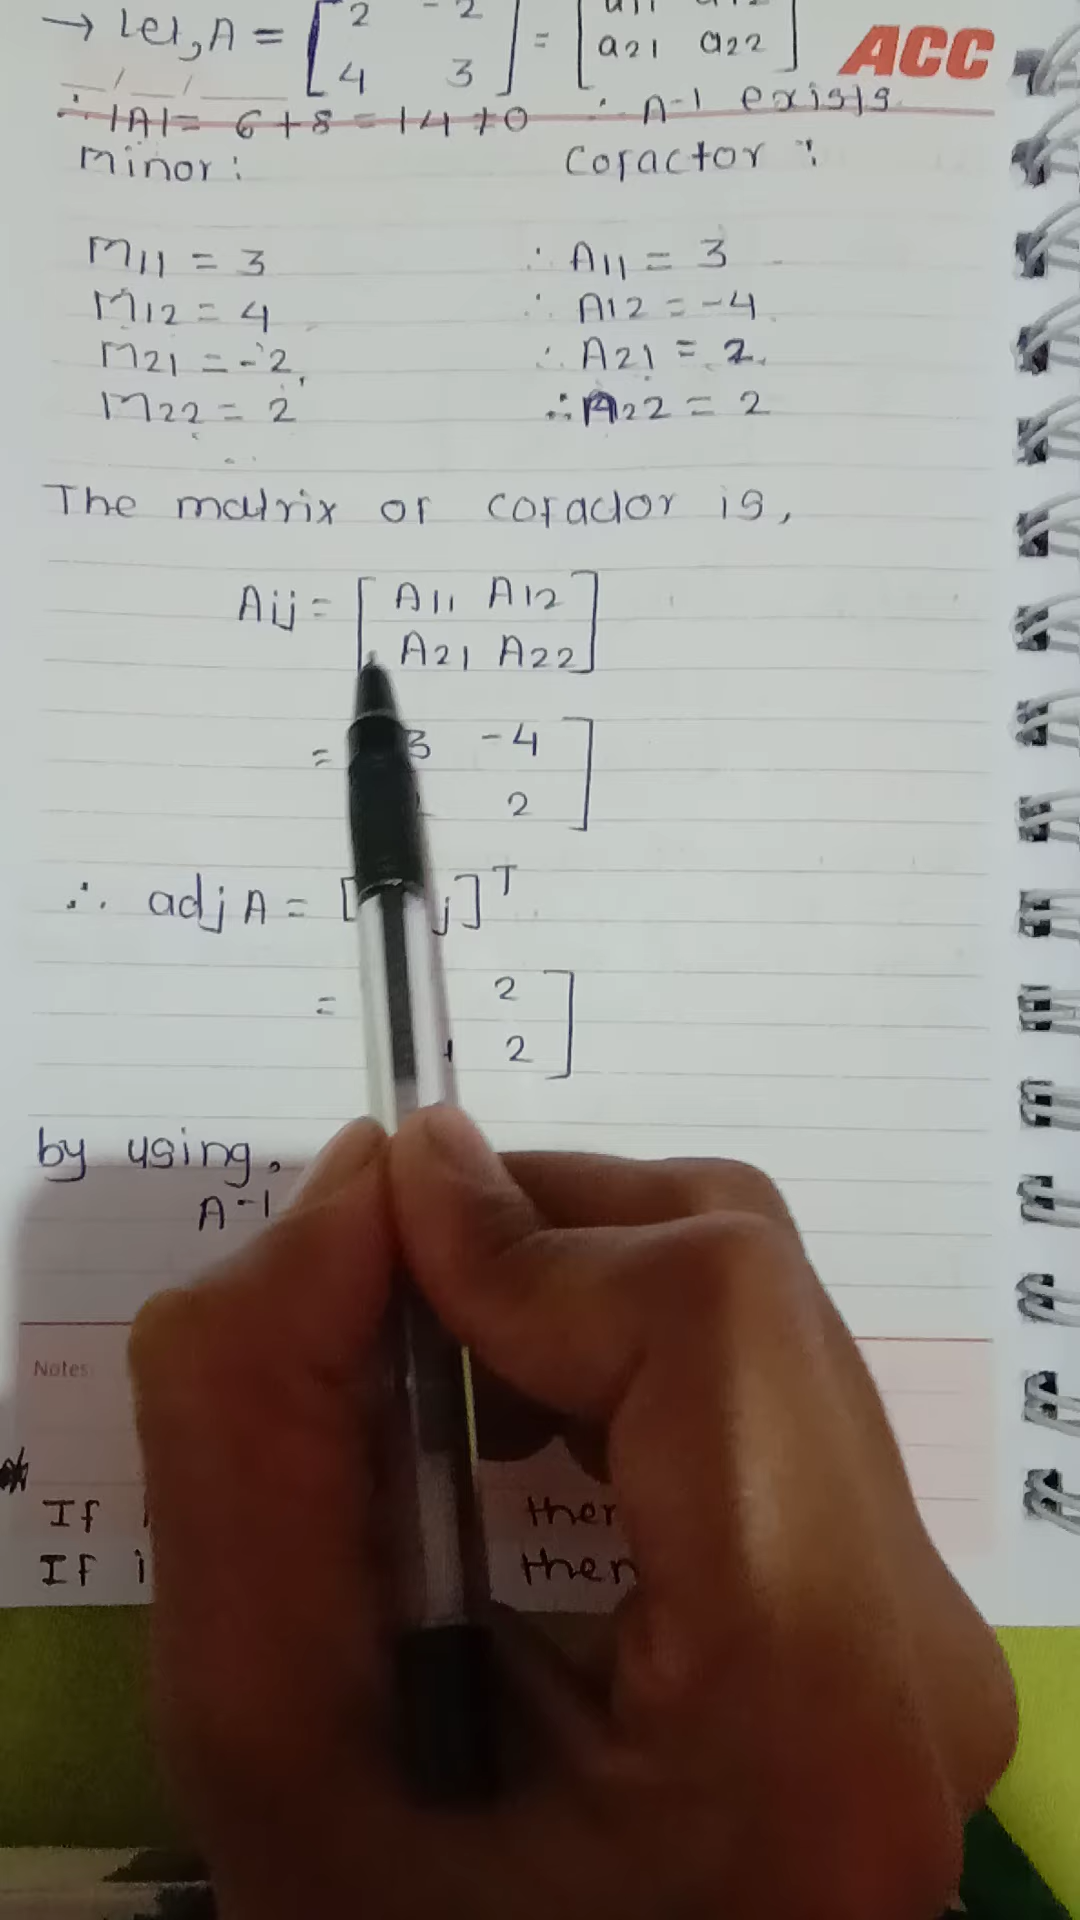 → Let, A = [2 -2 = [a11 a12
4 3] a21 a22] ACC
∴ |A| = 6 + 8 = 14 ≠ 0 ∴ A-1 exists
Minor : Cofactor :
M11 = 3 ∴ A11 = 3
M12 = 4 ∴ A12 = -4
M21 = -2 ∴ A21 = 2
M22 = 2 ∴ A22 = 2
The matrix of cofactor is,
Aij = [A11 A12
A21 A22]
= 3 -4
2]
∴ adj A = [ j]ᵀ
= 2
2]
by using,
A⁻¹
Notes
If then
If i then